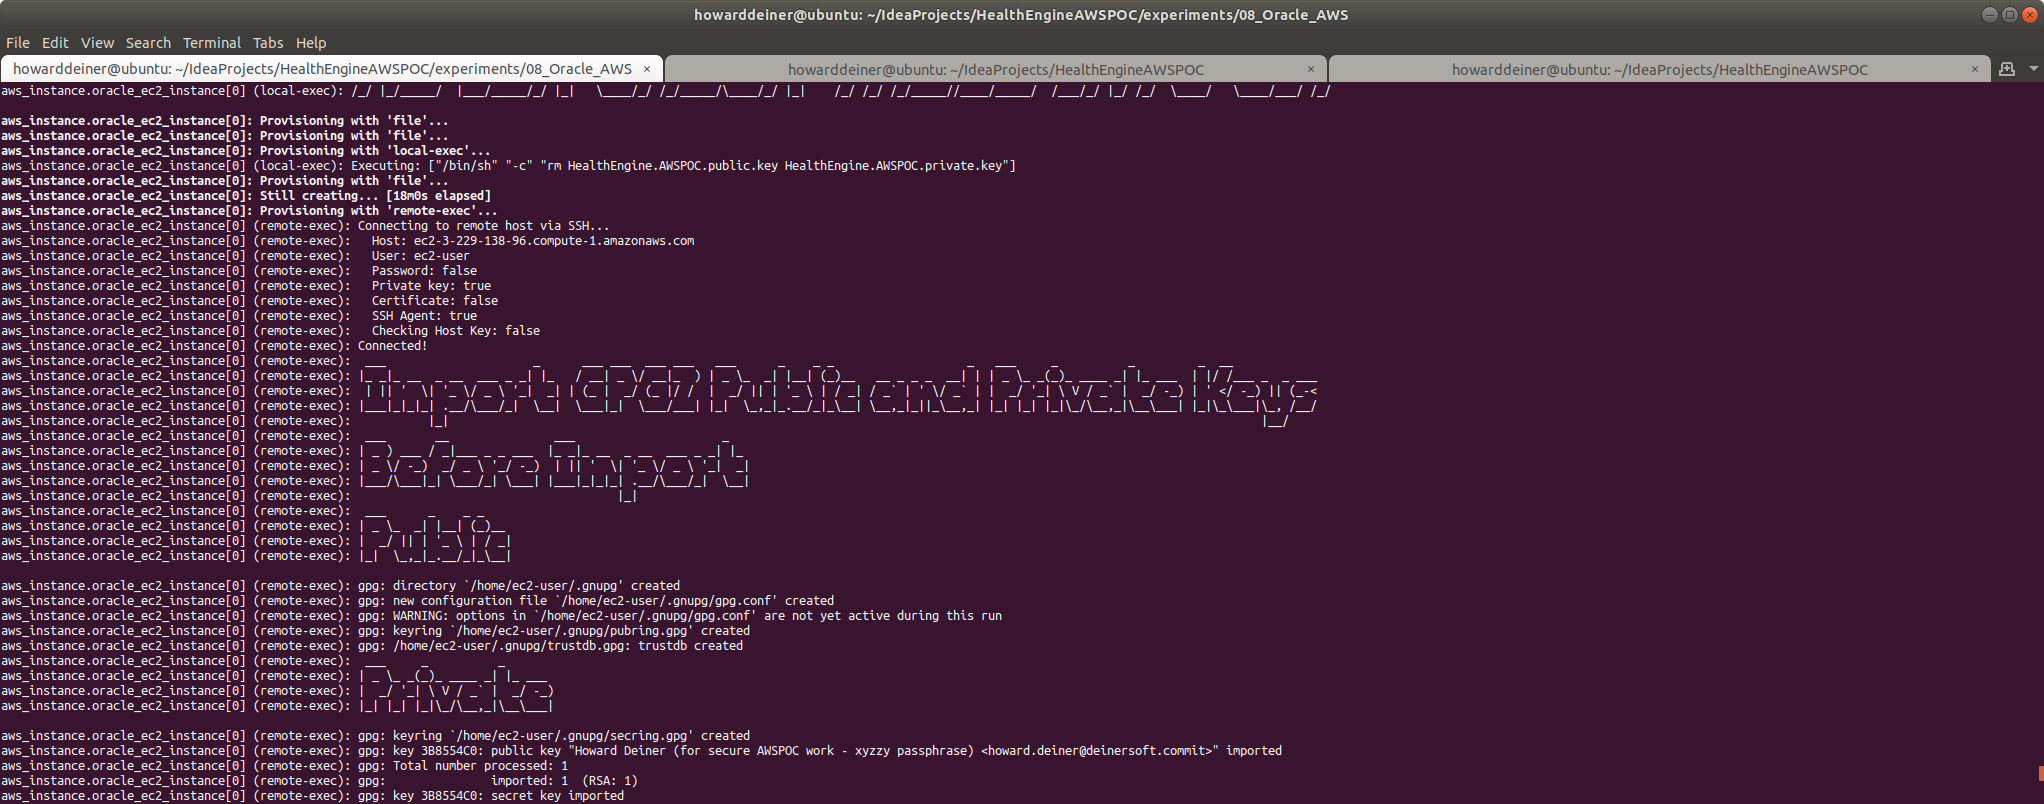 howarddeiner@ubuntu: ~/IdeaProjects/HealthEngineAWSPOC/experiments/08_Oracle_AWS
File Edit View Search Terminal Tabs Help
howarddeiner@ubuntu: ~/IdeaProjects/HealthEngineAWSPOC/experiments/08_Oracle_AWS × howarddeiner@ubuntu: ~/IdeaProjects/HealthEngineAWSPOC × howarddeiner@ubuntu: ~/IdeaProjects/HealthEngineAWSPOC ×
aws_instance.oracle_ec2_instance[0] (local-exec):
aws_instance.oracle_ec2_instance[0]: Provisioning with 'file'...
aws_instance.oracle_ec2_instance[0]: Provisioning with 'file'...
aws_instance.oracle_ec2_instance[0]: Provisioning with 'local-exec'...
aws_instance.oracle_ec2_instance[0] (local-exec): Executing: ["/bin/sh" "-c" "rm HealthEngine.AWSPOC.public.key HealthEngine.AWSPOC.private.key"]
aws_instance.oracle_ec2_instance[0]: Provisioning with 'file'...
aws_instance.oracle_ec2_instance[0]: Still creating... [18m0s elapsed]
aws_instance.oracle_ec2_instance[0]: Provisioning with 'remote-exec'...
aws_instance.oracle_ec2_instance[0] (remote-exec): Connecting to remote host via SSH...
aws_instance.oracle_ec2_instance[0] (remote-exec):   Host: ec2-3-229-138-96.compute-1.amazonaws.com
aws_instance.oracle_ec2_instance[0] (remote-exec):   User: ec2-user
aws_instance.oracle_ec2_instance[0] (remote-exec):   Password: false
aws_instance.oracle_ec2_instance[0] (remote-exec):   Private key: true
aws_instance.oracle_ec2_instance[0] (remote-exec):   Certificate: false
aws_instance.oracle_ec2_instance[0] (remote-exec):   SSH Agent: true
aws_instance.oracle_ec2_instance[0] (remote-exec):   Checking Host Key: false
aws_instance.oracle_ec2_instance[0] (remote-exec): Connected!
aws_instance.oracle_ec2_instance[0] (remote-exec):
aws_instance.oracle_ec2_instance[0] (remote-exec): Import GPG2 Public and Private Keys
aws_instance.oracle_ec2_instance[0] (remote-exec):
aws_instance.oracle_ec2_instance[0] (remote-exec):
aws_instance.oracle_ec2_instance[0] (remote-exec):
aws_instance.oracle_ec2_instance[0] (remote-exec):
aws_instance.oracle_ec2_instance[0] (remote-exec): Before Import
aws_instance.oracle_ec2_instance[0] (remote-exec):
aws_instance.oracle_ec2_instance[0] (remote-exec):
aws_instance.oracle_ec2_instance[0] (remote-exec):
aws_instance.oracle_ec2_instance[0] (remote-exec):
aws_instance.oracle_ec2_instance[0] (remote-exec): Public
aws_instance.oracle_ec2_instance[0] (remote-exec):
aws_instance.oracle_ec2_instance[0] (remote-exec):
aws_instance.oracle_ec2_instance[0] (remote-exec): gpg: directory `/home/ec2-user/.gnupg' created
aws_instance.oracle_ec2_instance[0] (remote-exec): gpg: new configuration file `/home/ec2-user/.gnupg/gpg.conf' created
aws_instance.oracle_ec2_instance[0] (remote-exec): gpg: WARNING: options in `/home/ec2-user/.gnupg/gpg.conf' are not yet active during this run
aws_instance.oracle_ec2_instance[0] (remote-exec): gpg: keyring `/home/ec2-user/.gnupg/pubring.gpg' created
aws_instance.oracle_ec2_instance[0] (remote-exec): gpg: /home/ec2-user/.gnupg/trustdb.gpg: trustdb created
aws_instance.oracle_ec2_instance[0] (remote-exec):
aws_instance.oracle_ec2_instance[0] (remote-exec): Private
aws_instance.oracle_ec2_instance[0] (remote-exec):
aws_instance.oracle_ec2_instance[0] (remote-exec):
aws_instance.oracle_ec2_instance[0] (remote-exec): gpg: keyring `/home/ec2-user/.gnupg/secring.gpg' created
aws_instance.oracle_ec2_instance[0] (remote-exec): gpg: key 3B8554C0: public key "Howard Deiner (for secure AWSPOC work - xyzzy passphrase) <howard.deiner@deinersoft.commit>" imported
aws_instance.oracle_ec2_instance[0] (remote-exec): gpg: Total number processed: 1
aws_instance.oracle_ec2_instance[0] (remote-exec): gpg:               imported: 1  (RSA: 1)
aws_instance.oracle_ec2_instance[0] (remote-exec): gpg: key 3B8554C0: secret key imported